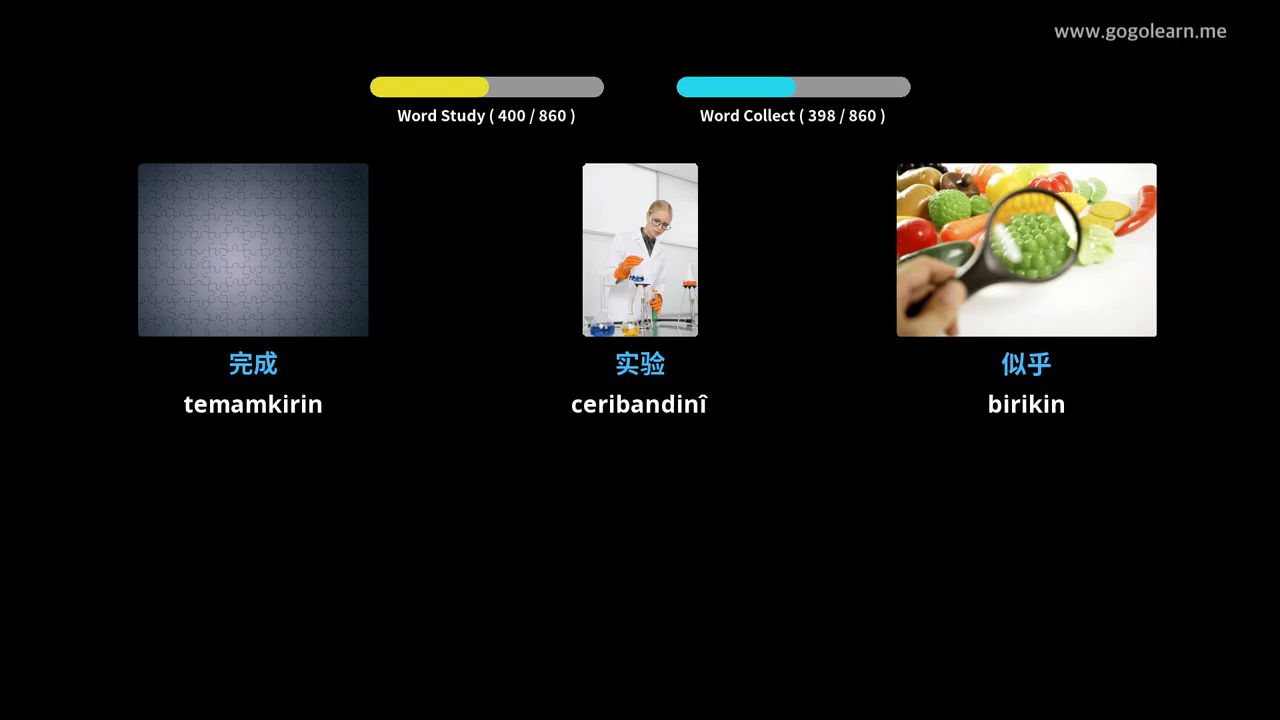 www.gogolearn.me
Word Study ( 400 / 860 )
Word Collect ( 398 / 860 )
完成
temamkirin
实验
ceribandinî
似乎
birikin